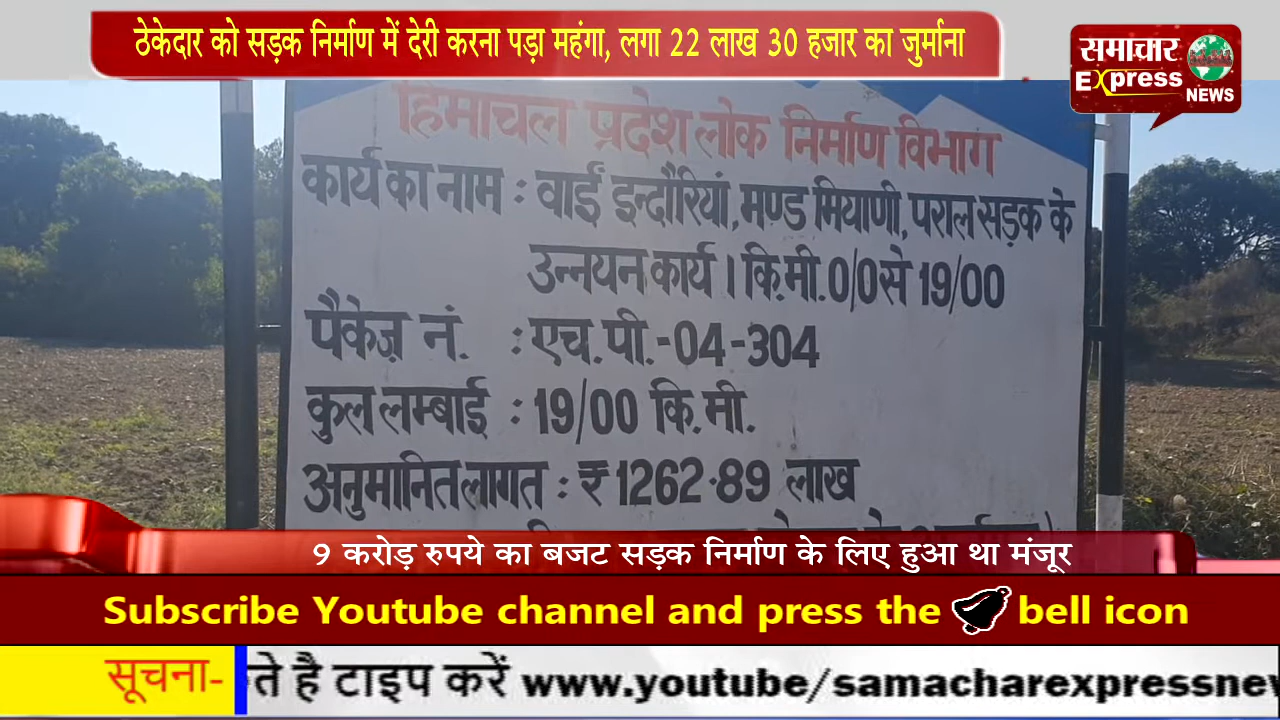 ठेकेदार को सड़क निर्माण में देरी करना पड़ा महंगा, लगा 22 लाख 30 हजार का जुर्माना
समाचार
Express
NEWS
हिमाचल प्रदेश लोक निर्माण विभाग
कार्य का नाम : वाईं इन्दौरियां, मण्ड मियाणी, पराल सड़क के
उन्नयन कार्य । कि.मी. 0/0 से 19/00
पैकेज़ नं. : एच.पी.-04-304
कुल लम्बाई : 19/00 कि.मी.
अनुमानित लागत : ₹ 1262.89 लाख
9 करोड़ रुपये का बजट सड़क निर्माण के लिए हुआ था मंजूर
Subscribe Youtube channel and press the bell icon
सूचना- ते है टाइप करें www.youtube/samacharexpressnew